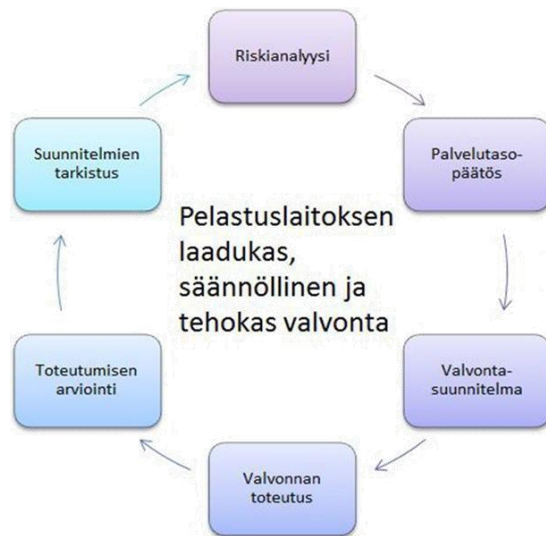 Riskianalyysi
Palvelutaso-
päätös
Valvonta-
suunnitelma
Valvonnan
toteutus
Toteutumisen
arviointi
Suunnitelmien
tarkistus
Pelastuslaitoksen
laadukas,
säännöllinen ja
tehokas valvonta